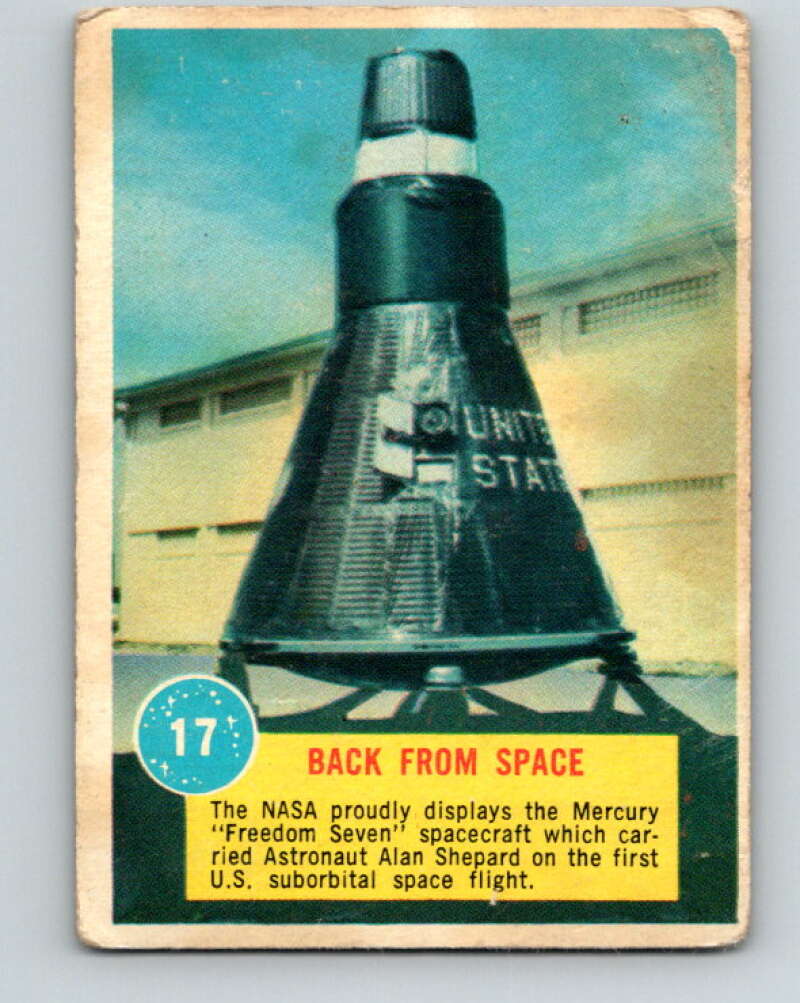 UNITE
STATE
17
BACK FROM SPACE
The NASA proudly displays the Mercury
"Freedom Seven" spacecraft which car-
ried Astronaut Alan Shepard on the first
U.S. suborbital space flight.